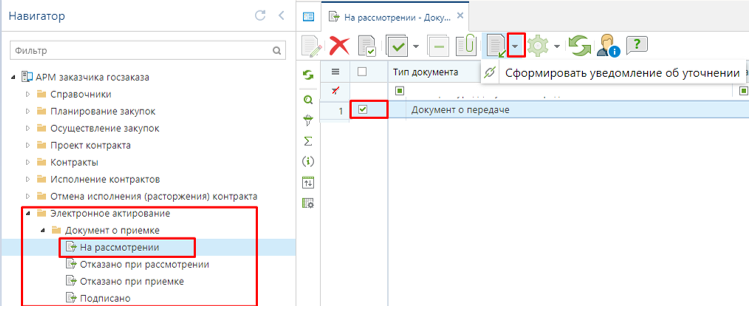 Навигатор
Фильтр
АРМ заказчика госзаказа
Справочники
Планирование закупок
Осуществление закупок
Проект контракта
Контракты
Исполнение контрактов
Отмена исполнения (расторжения) контракта
Электронное актирование
Документ о приемке
На рассмотрении
Отказано при рассмотрении
Отказано при приемке
Подписано
На рассмотрении - Доку...
Сформировать уведомление об уточнении
Тип документа
1 Документ о передаче